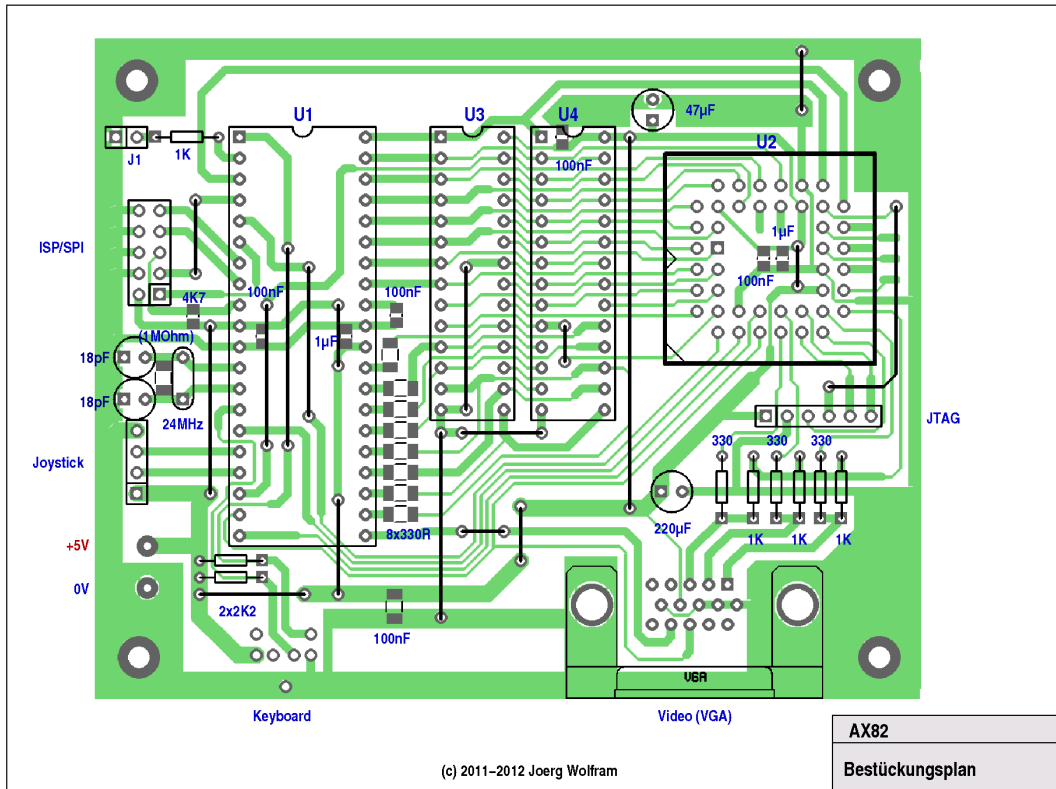 U1
U3
U4
47µF
U2
J1
1K
100nF
ISP/SPI
1µF
100nF
4K7
100nF
100nF
(1MOhm)
1µF
18pF
18pF
24MHz
JTAG
330 330 330
Joystick
220µF
8x330R
1K 1K 1K
+5V
0V
2x2K2
100nF
VGA
Keyboard
Video (VGA)
AX82
(c) 2011–2012 Joerg Wolfram
Bestückungsplan